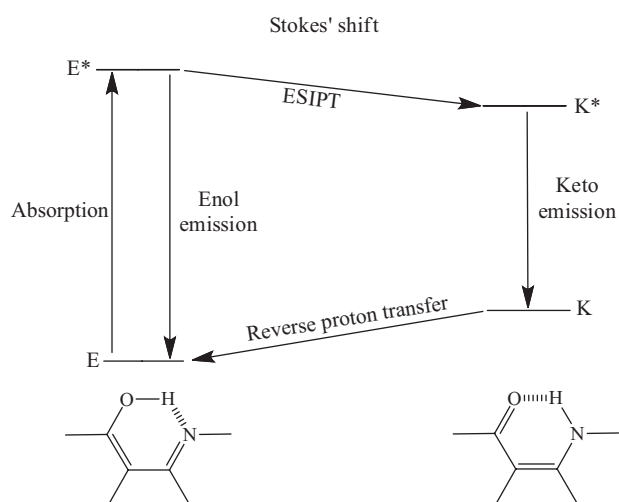 Stokes' shift
E*
ESIPT
K*
Absorption
Enol
emission
Keto
emission
Reverse proton transfer
K
E
O H
N
O H
N